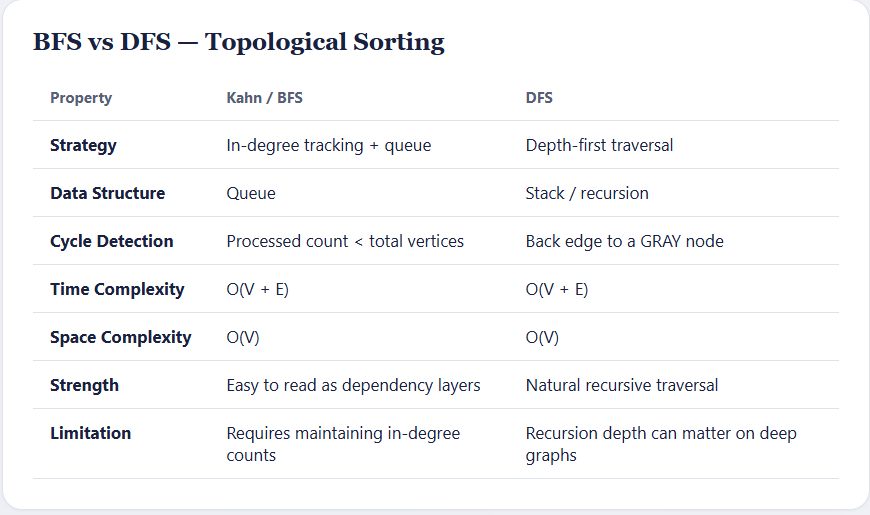 BFS vs DFS — Topological Sorting
Property Kahn / BFS DFS
Strategy In-degree tracking + queue Depth-first traversal
Data Structure Queue Stack / recursion
Cycle Detection Processed count < total vertices Back edge to a GRAY node
Time Complexity O(V + E) O(V + E)
Space Complexity O(V) O(V)
Strength Easy to read as dependency layers Natural recursive traversal
Limitation Requires maintaining in-degree Recursion depth can matter on deep
counts graphs